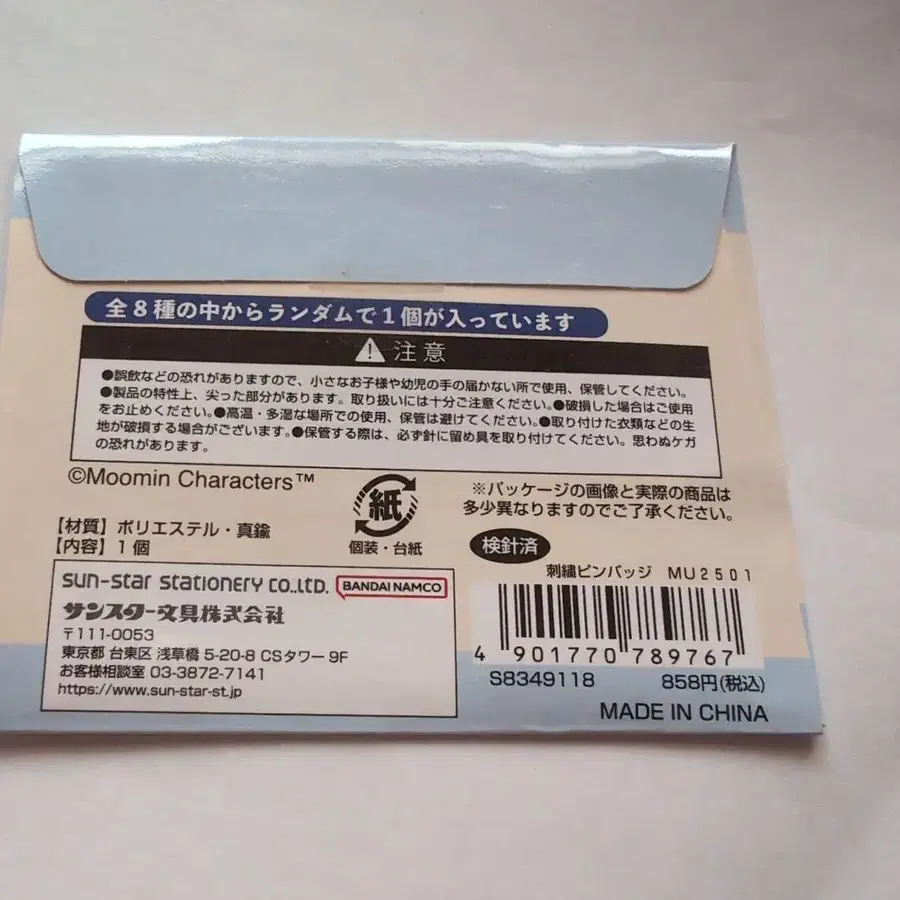 全8種の中からランダムで1個が入っています
注意
●誤飲などの恐れがありますので、小さなお子様や幼児の手の届かない所で使用、保管してください。
●製品の特性上、尖った部分があります。取り扱いには十分ご注意ください。●破損した場合はご使用
をお止めください。●高温・多湿な場所での使用、保管は避けてください。●取り付けた衣類などの生
地が破損する場合がございます。●保管する際は、必ず針に留め具を取り付けてください。思わぬケガ
の恐れがあります。
©Moomin Characters™
紙
個装・台紙
※パッケージの画像と実際の商品は
多少異なりますのでご了承ください。
【材質】ポリエステル・真鍮
【内容】1個
検針済
sun-star stationery co.,ltd.
BANDAI NAMCO
サンスター文具株式会社
〒111-0053
東京都 台東区 浅草橋 5-20-8 CSタワー 9F
お客様相談室 03-3872-7141
https://www.sun-star-st.jp
刺繍ピンバッジ MU2501
4 901770 789767
S8349118 858円(税込)
MADE IN CHINA